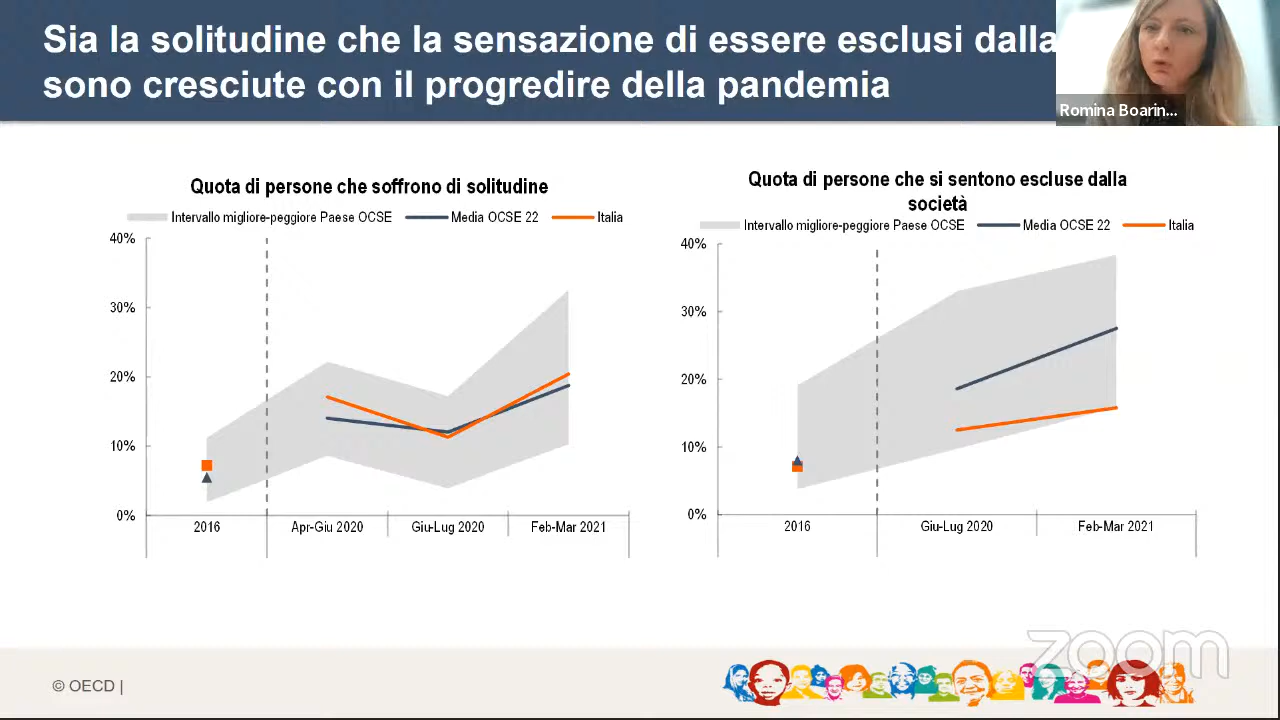 Sia la solitudine che la sensazione di essere esclusi dalla
sono cresciute con il progredire della pandemia
Romina Boarin...
Quota di persone che soffrono di solitudine
Intervallo migliore-peggiore Paese OCSE
Media OCSE 22
Italia
40%
30%
20%
10%
0%
2016
Apr-Giu 2020
Giu-Lug 2020
Feb-Mar 2021
Quota di persone che si sentono escluse dalla
società
Intervallo migliore-peggiore Paese OCSE
Media OCSE 22
Italia
40%
30%
20%
10%
0%
2016
Giu-Lug 2020
Feb-Mar 2021
© OECD |
zoom